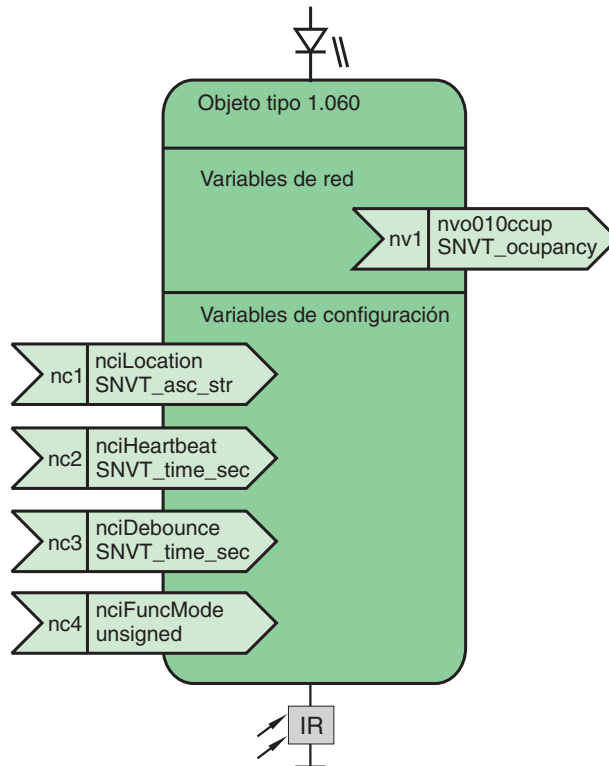 Objeto tipo 1.060
Variables de red
nv1
nvo010ccup
SNVT_ocupancy
Variables de configuración
nc1
nciLocation
SNVT_asc_str
nc2
nciHeartbeat
SNVT_time_sec
nc3
nciDebounce
SNVT_time_sec
nc4
nciFuncMode
unsigned
IR